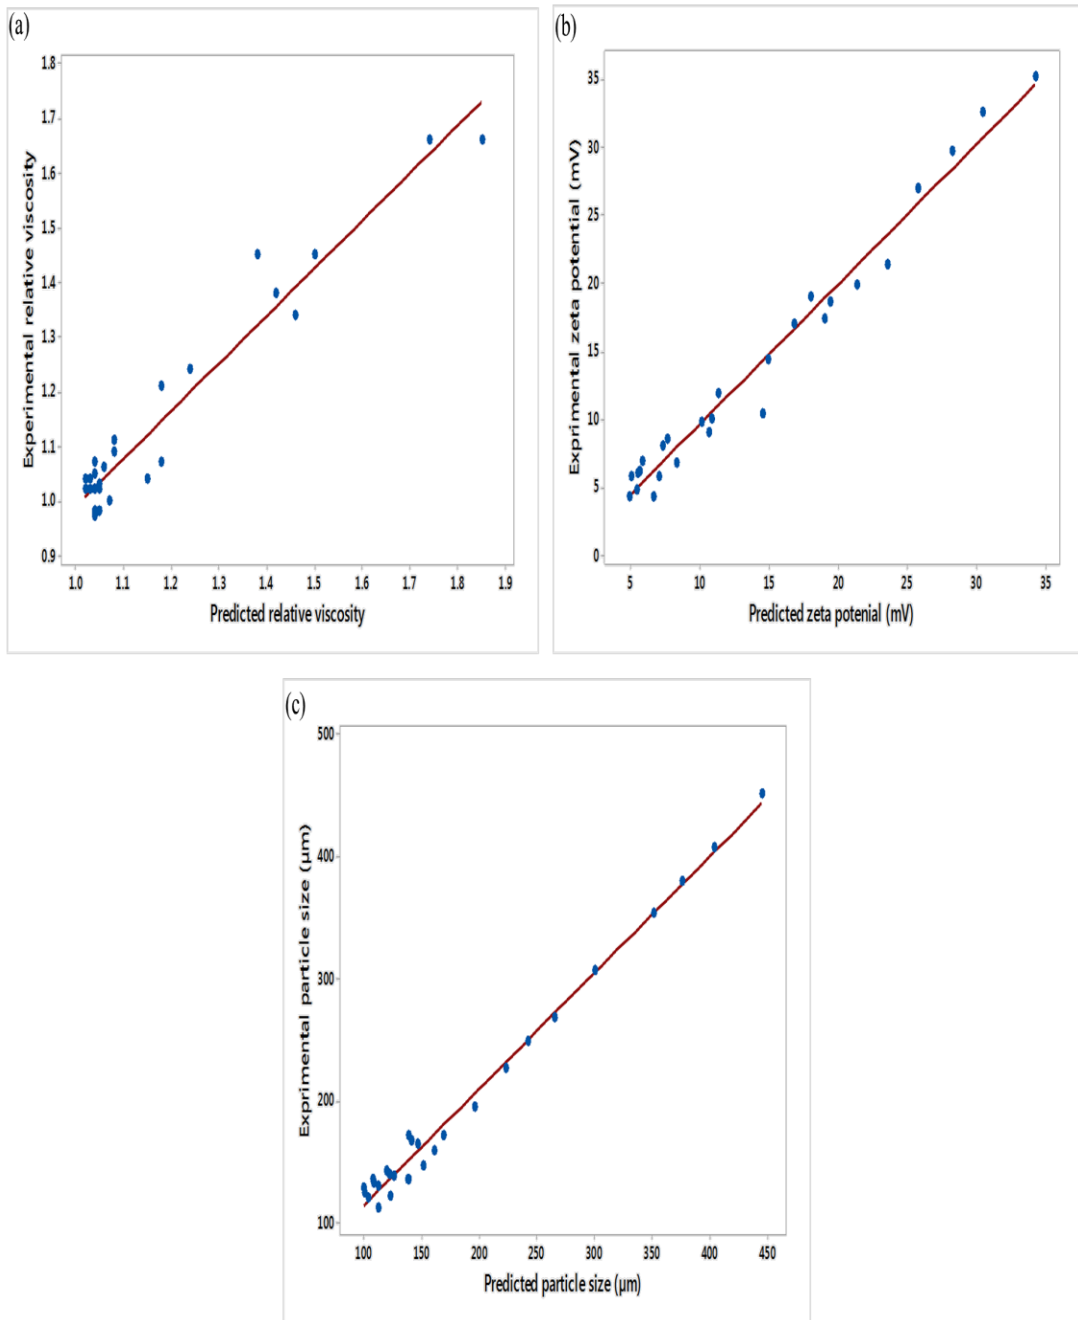 (a)
1.8
1.7
1.6
1.5
1.4
1.3
1.2
1.1
1.0
0.9
Experimental relative viscosity
1.0 1.1 1.2 1.3 1.4 1.5 1.6 1.7 1.8 1.9
Predicted relative viscosity
(b)
35
30
25
20
15
10
5
0
Exprimental zeta potential (mV)
5 10 15 20 25 30 35
Predicted zeta potenial (mV)
(c)
500
400
300
200
100
Exprimental particle size (µm)
100 150 200 250 300 350 400 450
Predicted particle size (µm)